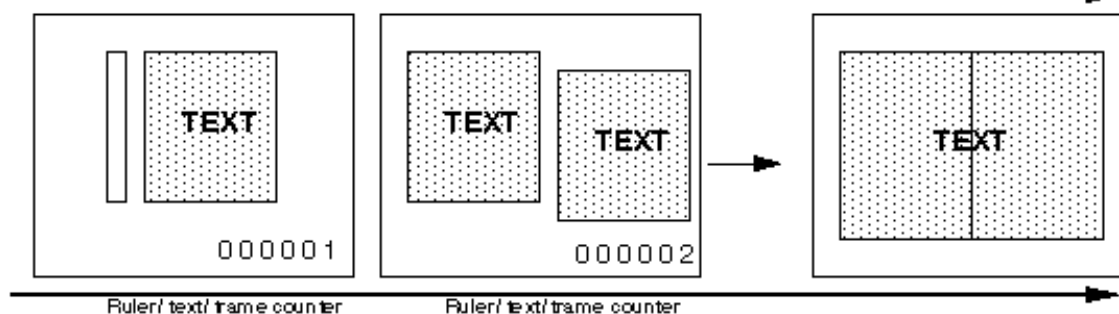 TEXT
000001
TEXT
TEXT
000002
TEXT
Ruler/ text/ frame counter
Ruler/ text/ frame counter